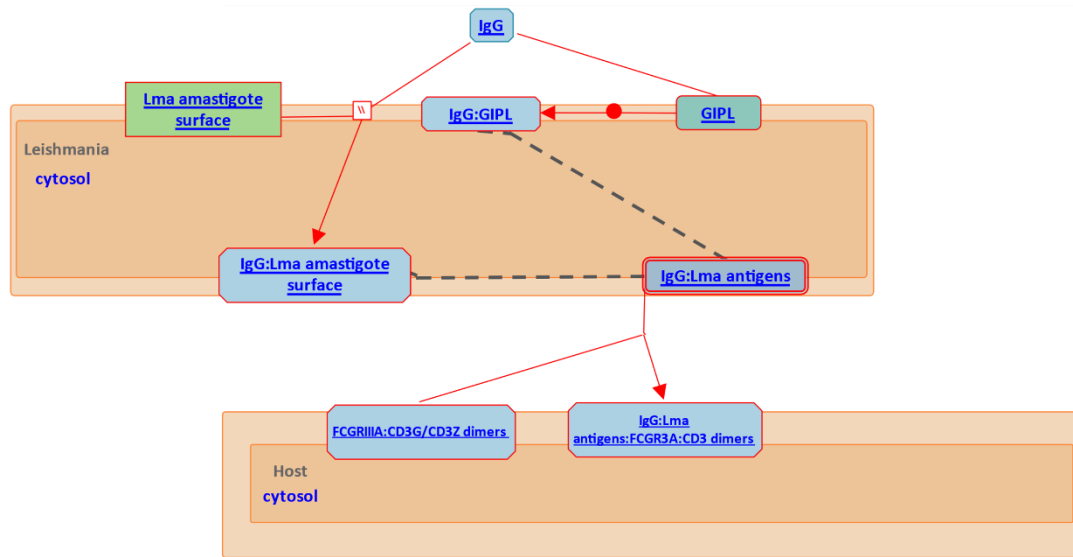 IgG
Lma amastigote
surface
\\
IgG:GIPL
GIPL
Leishmania
cytosol
IgG:Lma amastigote
surface
IgG:Lma antigens
FCGRIIIA:CD3G/CD3Z dimers
IgG:Lma
antigens:FCGR3A:CD3 dimers
Host
cytosol